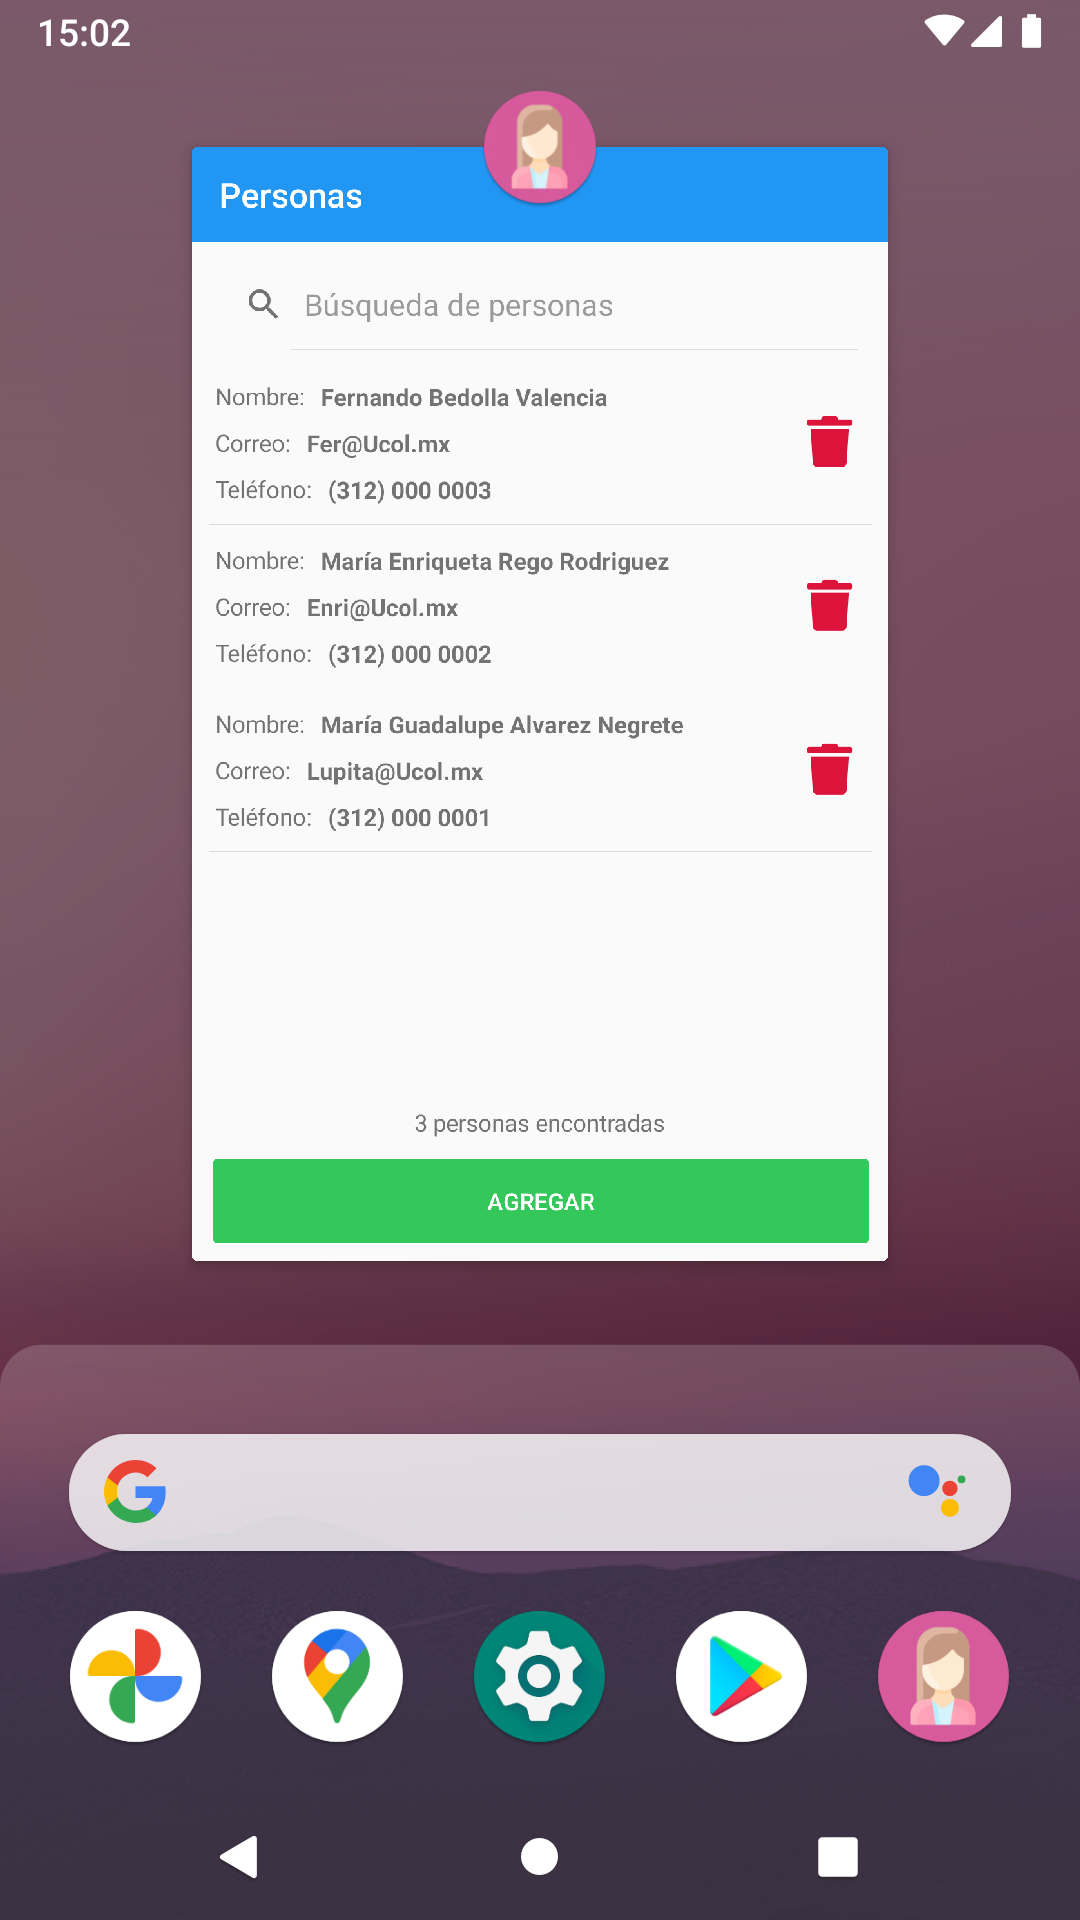 15:02
Personas
Búsqueda de personas
Nombre: Fernando Bedolla Valencia
Correo: Fer@Ucol.mx
Teléfono: (312) 000 0003
Nombre: María Enriqueta Rego Rodriguez
Correo: Enri@Ucol.mx
Teléfono: (312) 000 0002
Nombre: María Guadalupe Alvarez Negrete
Correo: Lupita@Ucol.mx
Teléfono: (312) 000 0001
3 personas encontradas
AGREGAR